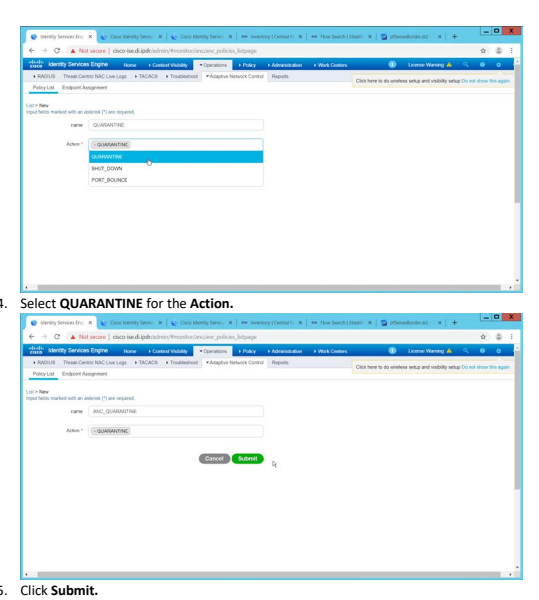 Identity Services Eng
Cisco Identity Servic
Cisco Identity Servic
Inventory | Central
Flow Search | Stealth
Not secure | cisco-ise.di.ipdr/admin/#monitor/anc/anc_policies_listpage
cisco Identity Services Engine Home Context Visibility Operations Policy Administration Work Centers License Warning
RADIUS Threat Centric NAC Live Logs TACACS Troubleshoot Adaptive Network Control Reports
Click here to do wireless setup and visibility setup Do not show this again
Policy List Endpoint Assignment
List > New
Input fields marked with an asterisk (*) are required.
name QUARANTINE
Action * × QUARANTINE
QUARANTINE
SHUT_DOWN
PORT_BOUNCE
4. Select QUARANTINE for the Action.
Identity Services Eng
Cisco Identity Servic
Cisco Identity Servic
Inventory | Central
Flow Search | Stealth
Not secure | cisco-ise.di.ipdr/admin/#monitor/anc/anc_policies_listpage
cisco Identity Services Engine Home Context Visibility Operations Policy Administration Work Centers License Warning
RADIUS Threat Centric NAC Live Logs TACACS Troubleshoot Adaptive Network Control Reports
Click here to do wireless setup and visibility setup Do not show this again
Policy List Endpoint Assignment
List > New
Input fields marked with an asterisk (*) are required.
name ANC_QUARANTINE
Action * × QUARANTINE
Cancel Submit
5. Click Submit.